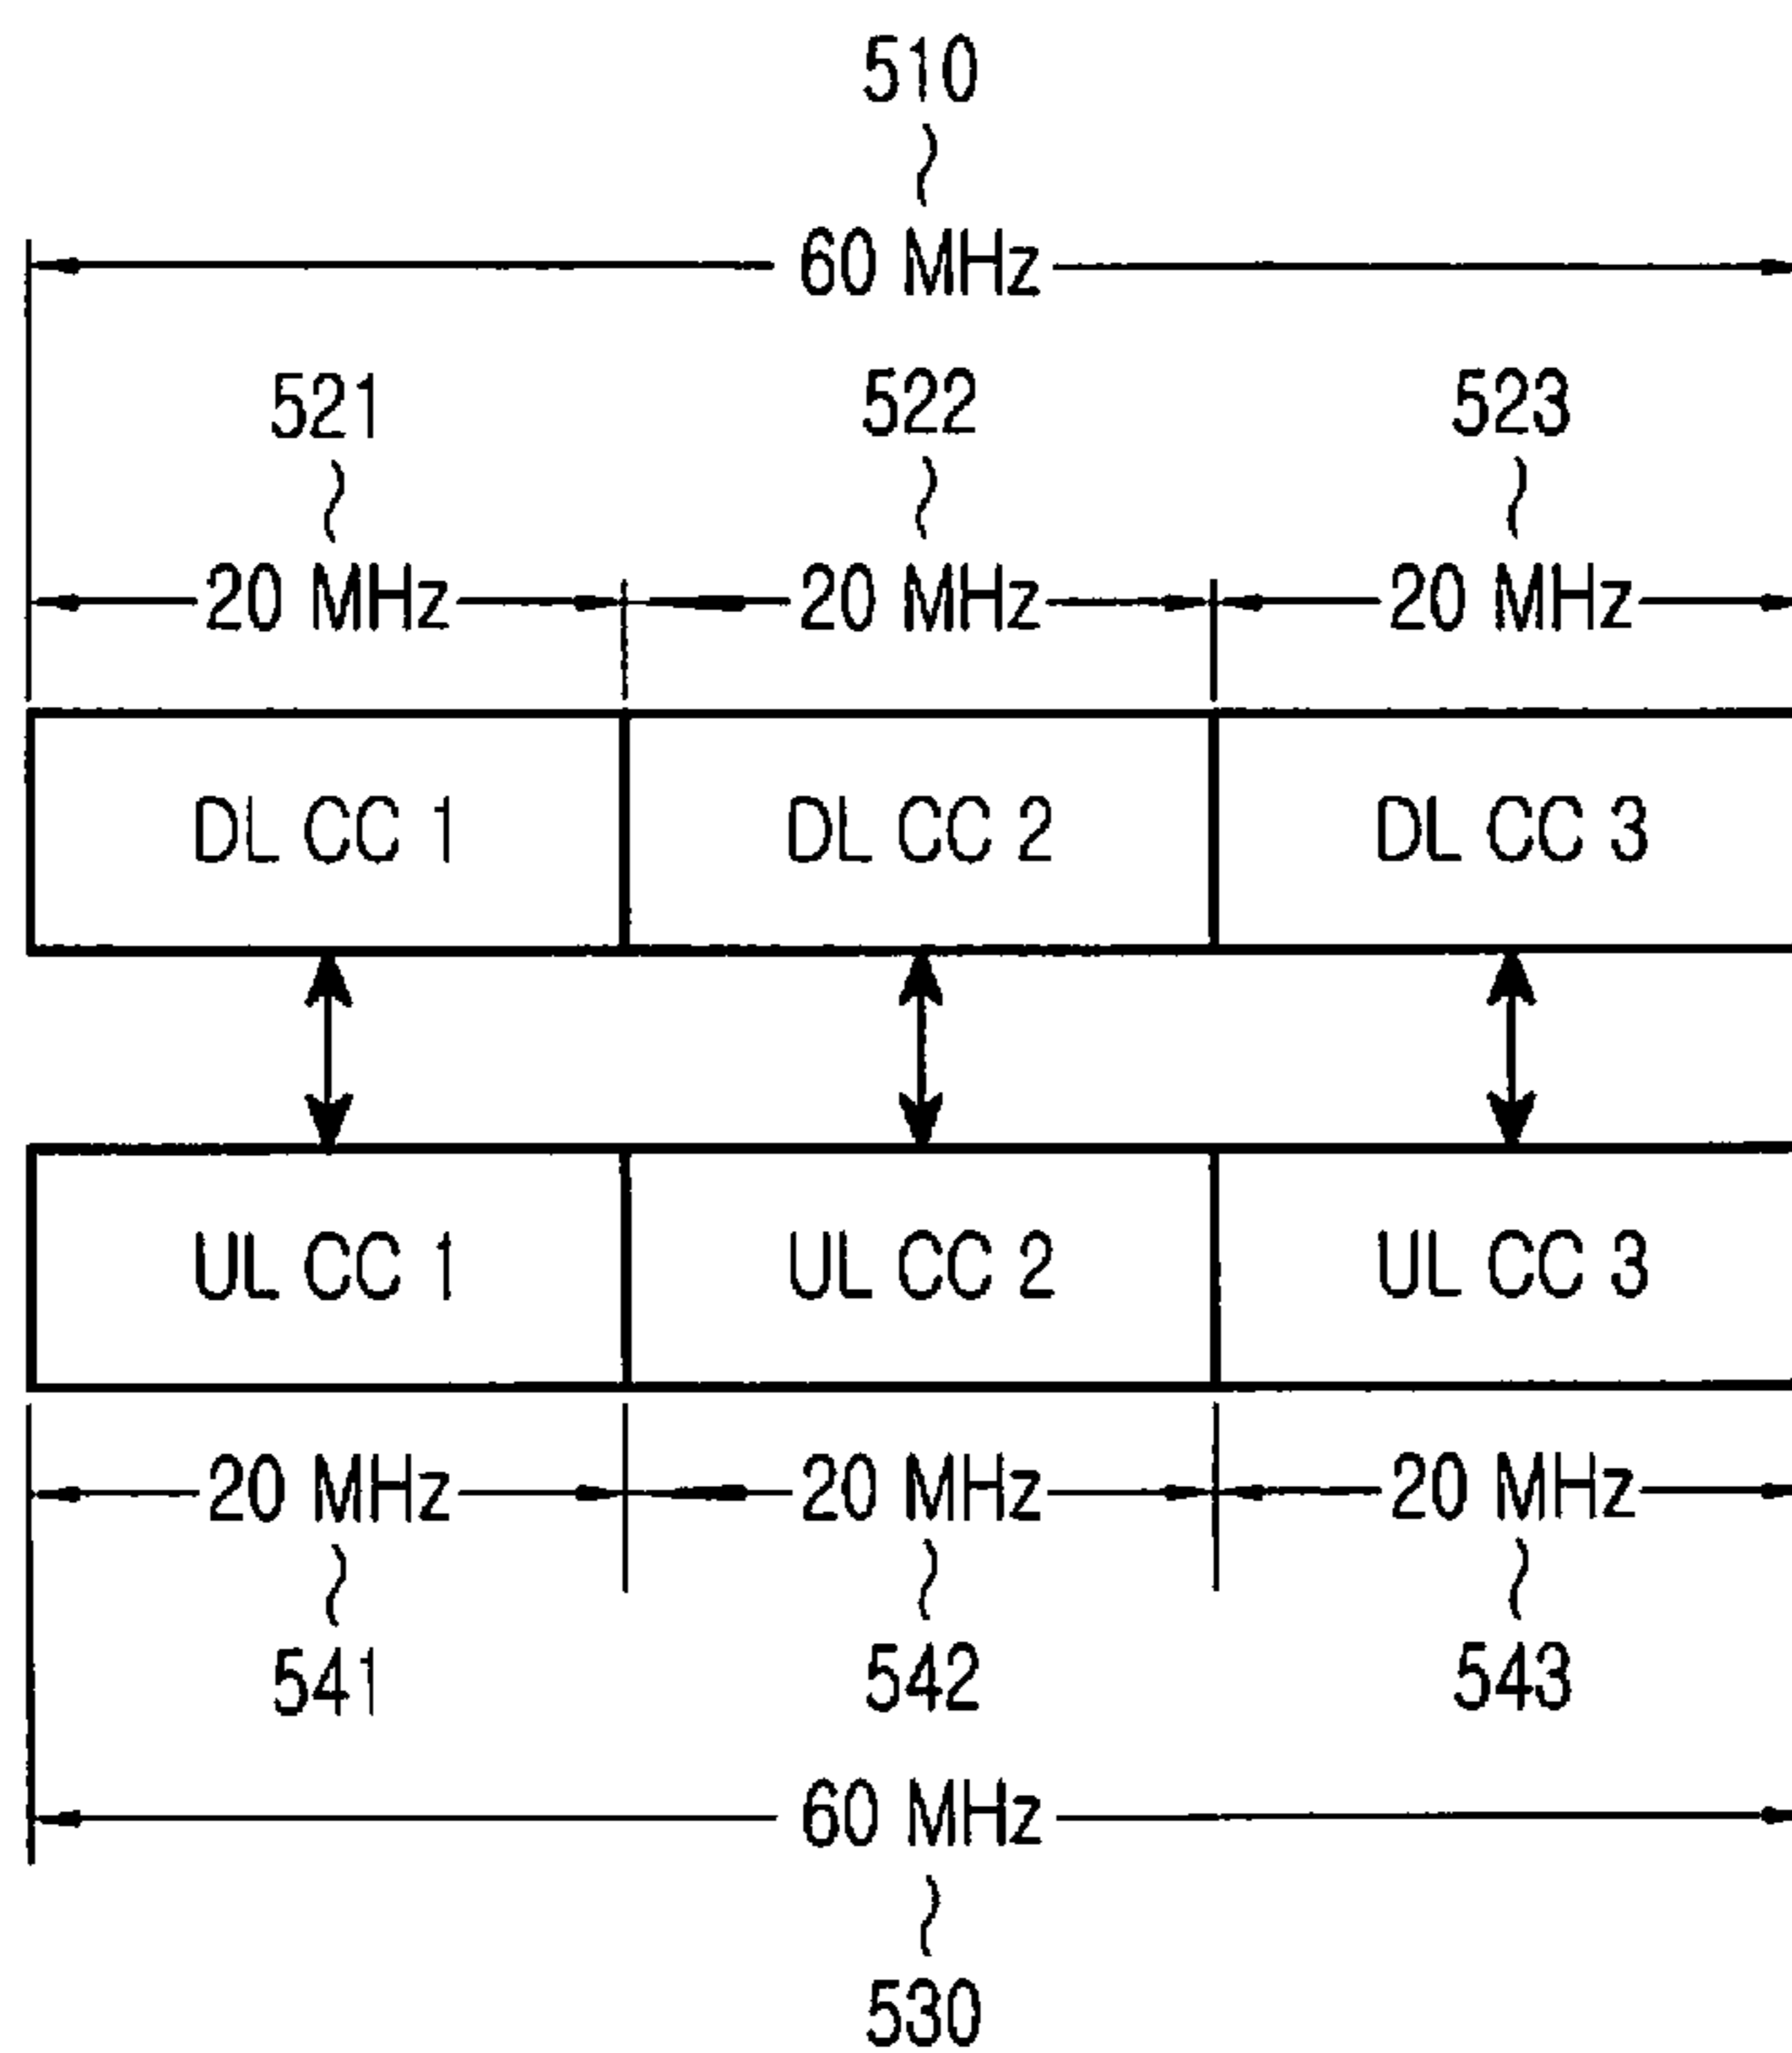 510
60 MHz
521 522 523
20 MHz 20 MHz 20 MHz
DL CC 1 DL CC 2 DL CC 3
UL CC 1 UL CC 2 UL CC 3
20 MHz 20 MHz 20 MHz
541 542 543
60 MHz
530